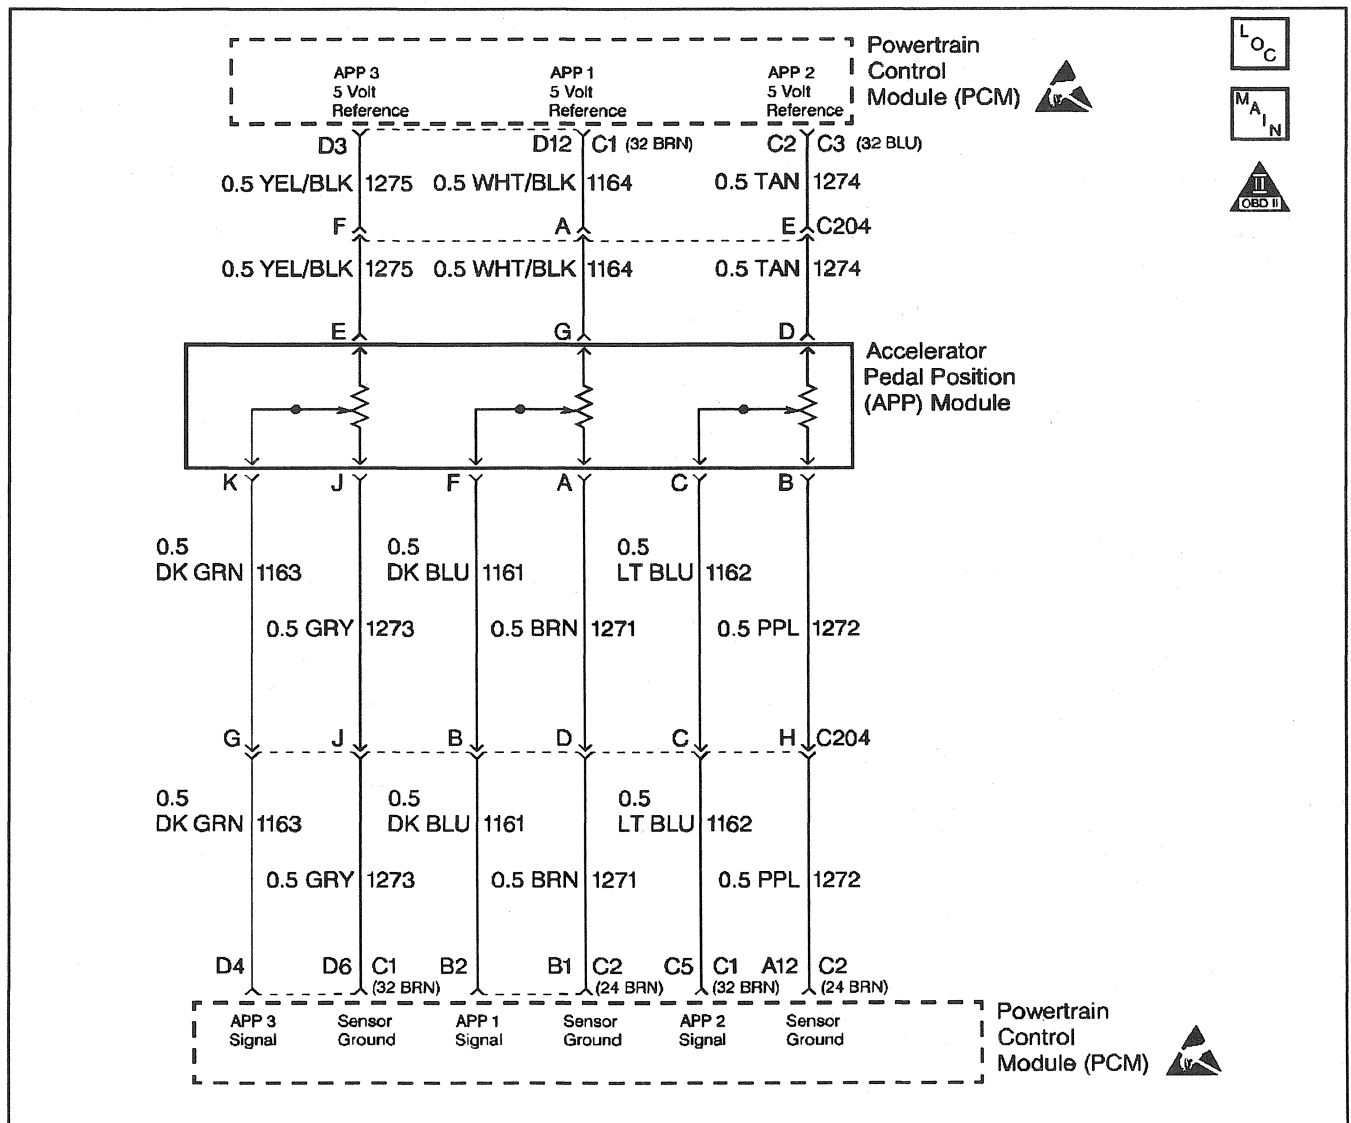 APP 3 APP 1 APP 2
5 Volt 5 Volt 5 Volt
Reference Reference Reference
Powertrain
Control
Module (PCM)
LOC
MAIN
II
OBD II
D3 D12 C1 (32 BRN) C2 C3 (32 BLU)
0.5 YEL/BLK 1275 0.5 WHT/BLK 1164 0.5 TAN 1274
F A E C204
0.5 YEL/BLK 1275 0.5 WHT/BLK 1164 0.5 TAN 1274
E G D
Accelerator
Pedal Position
(APP) Module
K J F A C B
0.5 0.5 0.5
DK GRN 1163 DK BLU 1161 LT BLU 1162
0.5 GRY 1273 0.5 BRN 1271 0.5 PPL 1272
G J B D C H C204
0.5 0.5 0.5
DK GRN 1163 DK BLU 1161 LT BLU 1162
0.5 GRY 1273 0.5 BRN 1271 0.5 PPL 1272
D4 D6 C1 B2 B1 C2 C5 C1 A12 C2
(32 BRN) (24 BRN) (32 BRN) (24 BRN)
APP 3 Sensor APP 1 Sensor APP 2 Sensor
Signal Ground Signal Ground Signal Ground
Powertrain
Control
Module (PCM)